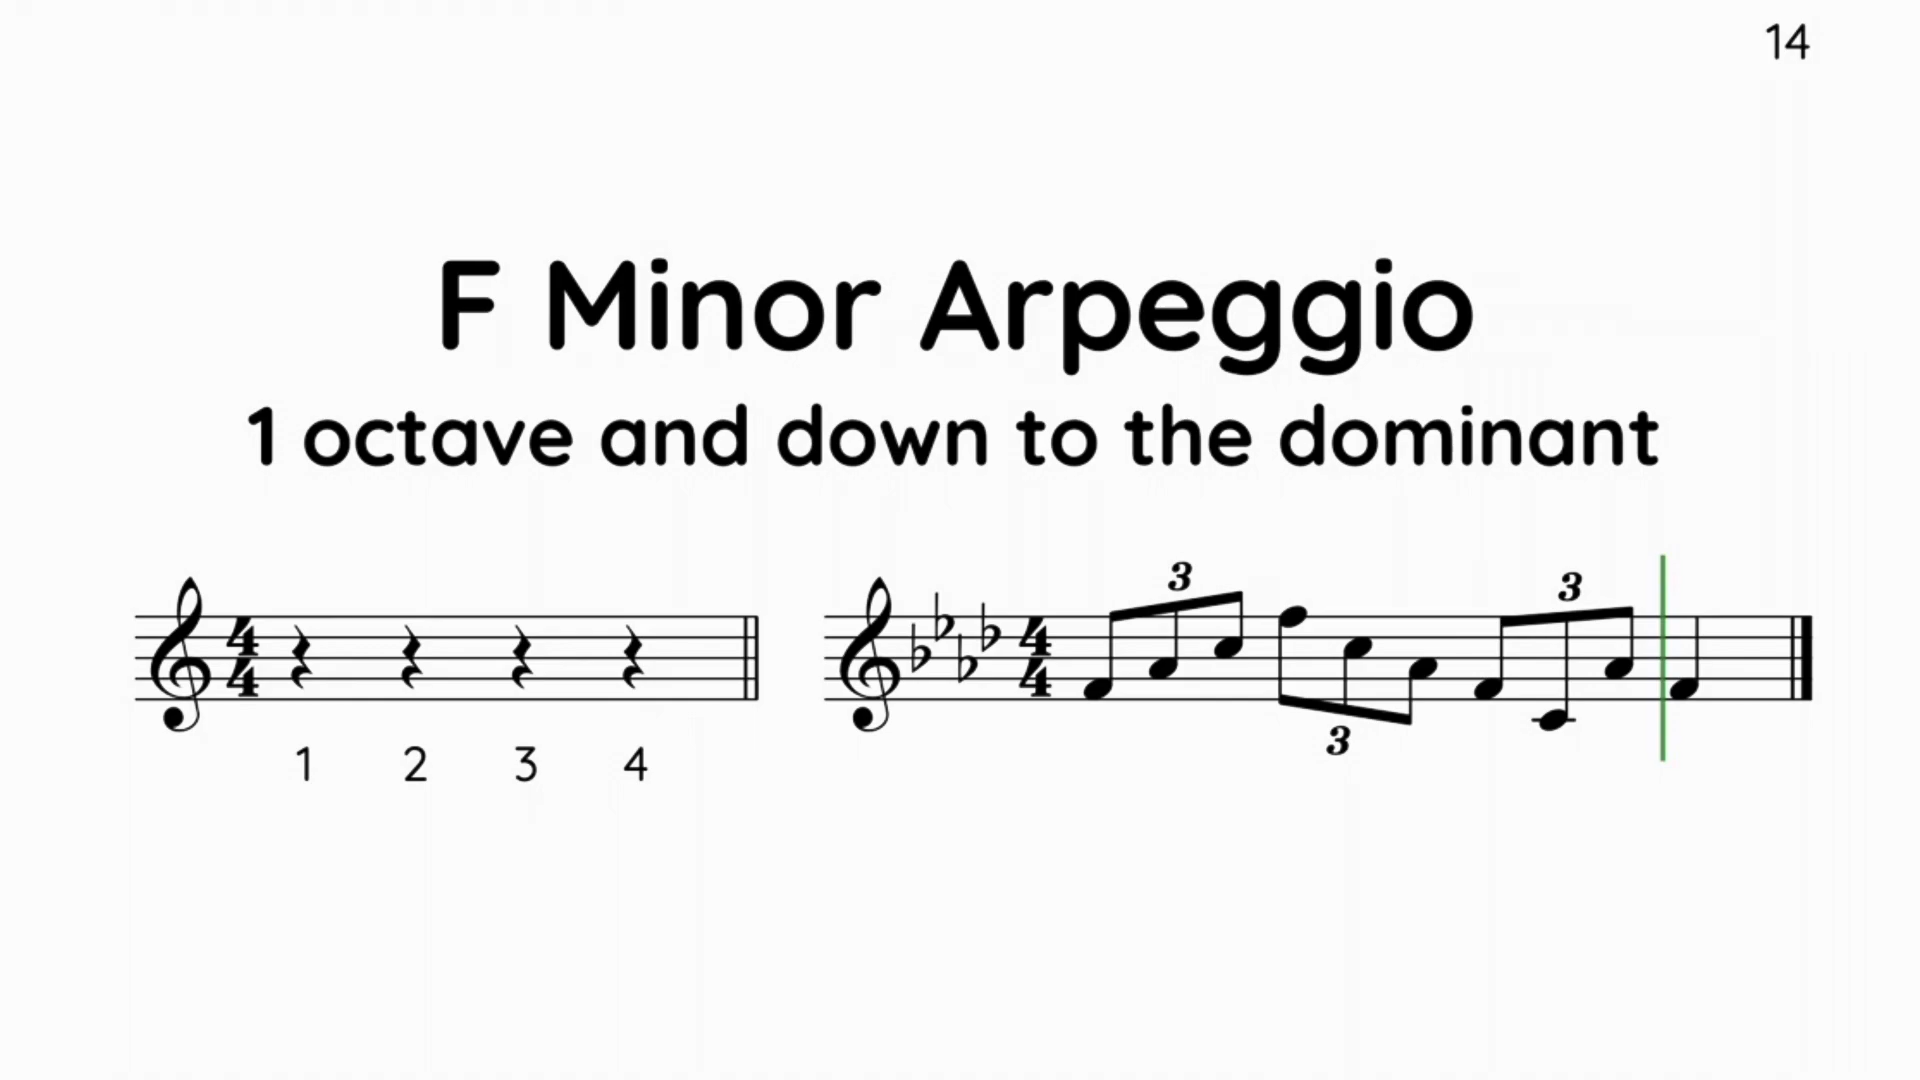 14
F Minor Arpeggio
1 octave and down to the dominant
3 3
4 4 4 4
3
1 2 3 4